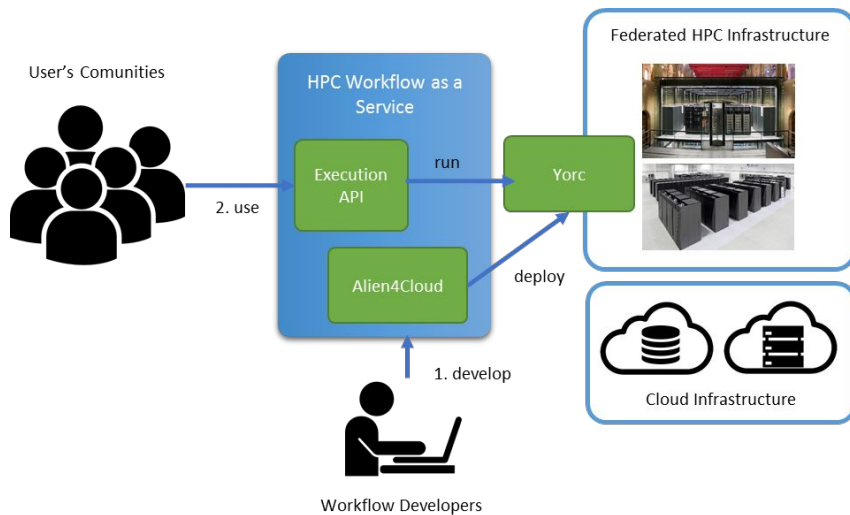 User's Comunities
HPC Workflow as a
Service
Federated HPC Infrastructure
Execution
API
run
Yorc
2. use
Alien4Cloud
deploy
1. develop
Cloud Infrastructure
Workflow Developers